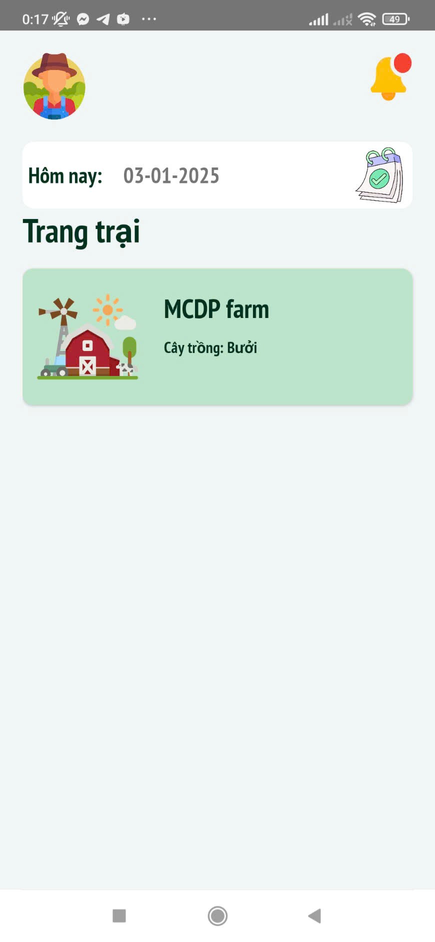 0:17
49
Hôm nay: 03-01-2025
Trang trại
MCDP farm
Cây trồng: Bưởi